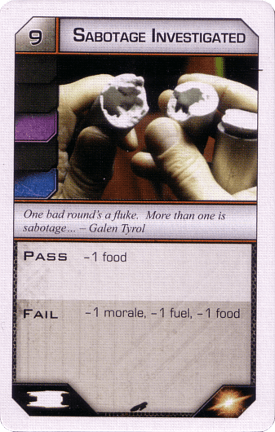 9 SABOTAGE INVESTIGATED
One bad round's a fluke. More than one is
sabotage... – Galen Tyrol
PASS -1 food
FAIL -1 morale, -1 fuel, -1 food